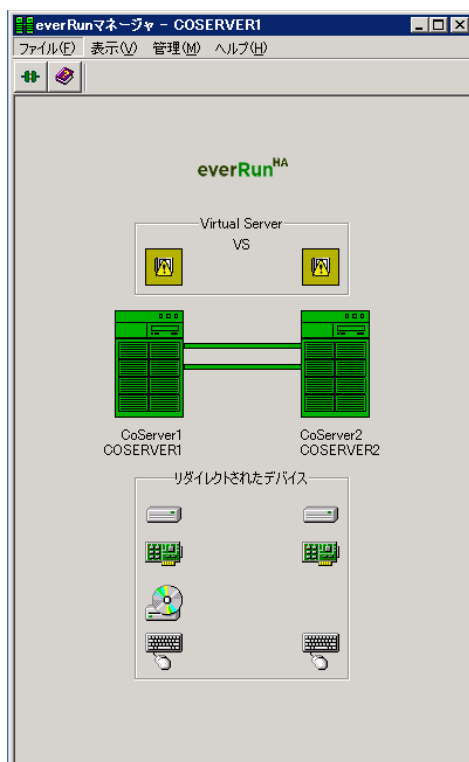 everRunマネージャ - COSERVER1
ファイル(F) 表示(V) 管理(M) ヘルプ(H)
everRunHA
Virtual Server
VS
CoServer1
COSERVER1
CoServer2
COSERVER2
リダイレクトされたデバイス